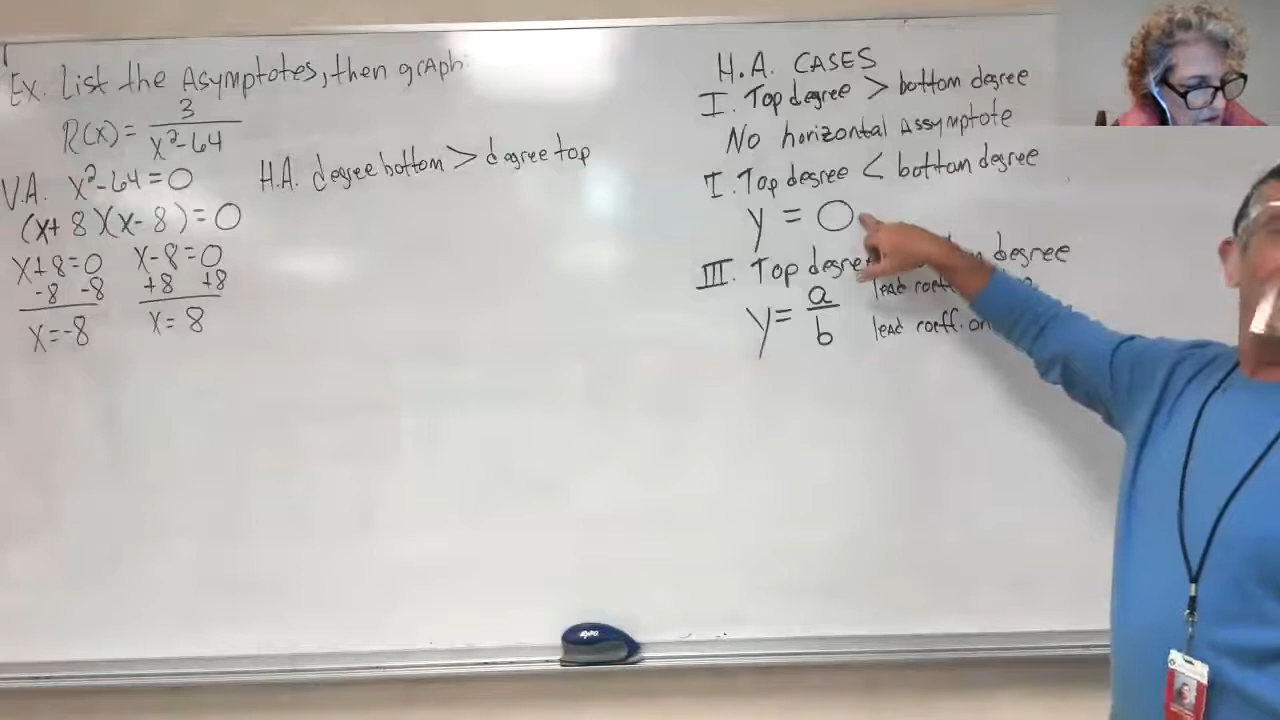 Ex. List the Asymptotes, then graph:
R(x) = 3 / x²-64
V.A. x²-64=0
(x+8)(x-8)=0
x+8=0 x-8=0
-8 -8 +8 +8
x=-8 x=8
H.A. degree bottom > degree top
H.A. CASES
I. Top degree > bottom degree
No horizontal Assymptote
I. Top degree < bottom degree
y = 0
III. Top degree degree
y = a / b
lead coeff.
lead coeff. on
expo